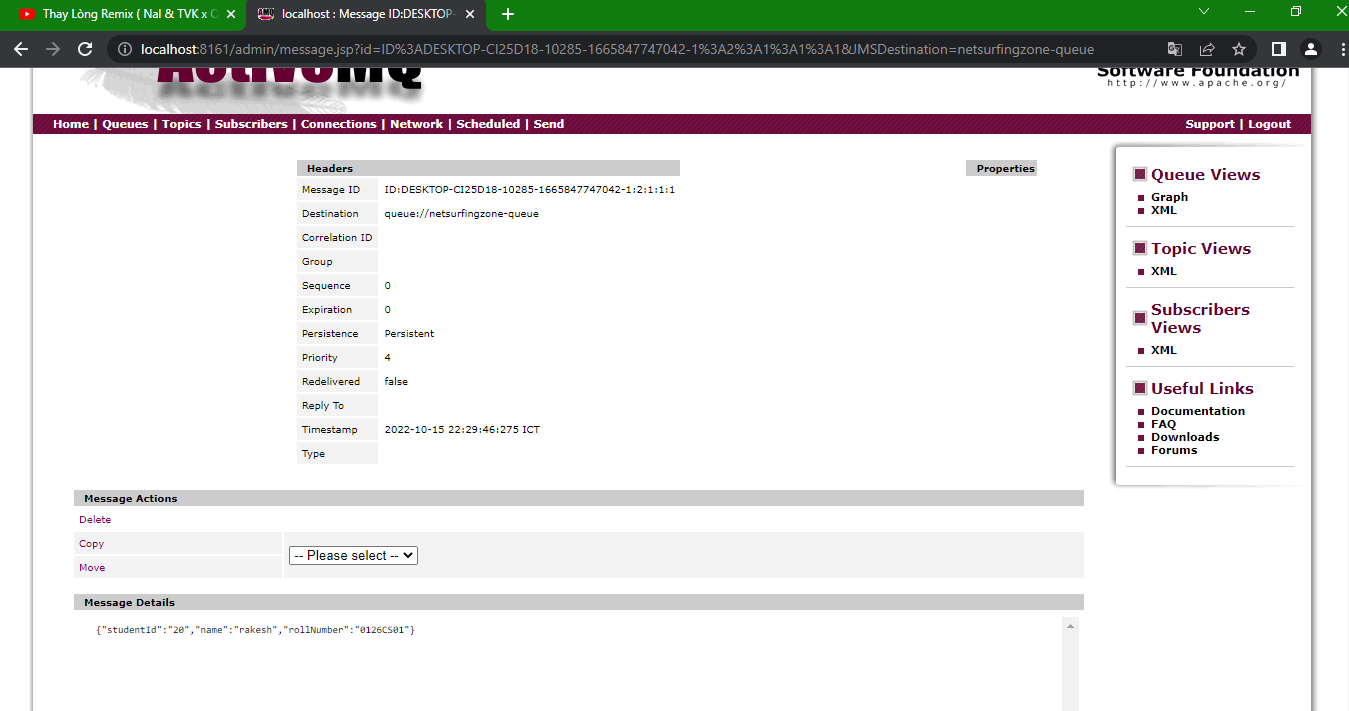 Thay Lòng Remix ( Nal & TVK x
localhost : Message ID:DESKTOP-
localhost:8161/admin/message.jsp?id=ID%3ADESKTOP-CI25D18-10285-1665847747042-1%3A2%3A1%3A1%3A1&JMSDestination=netsurfingzone-queue
ActiveMQ
Software Foundation
http://www.apache.org/
Home | Queues | Topics | Subscribers | Connections | Network | Scheduled | Send
Support | Logout
Headers
Message ID ID:DESKTOP-CI25D18-10285-1665847747042-1:2:1:1:1
Destination queue://netsurfingzone-queue
Correlation ID
Group
Sequence 0
Expiration 0
Persistence Persistent
Priority 4
Redelivered false
Reply To
Timestamp 2022-10-15 22:29:46:275 ICT
Type
Properties
Queue Views
Graph
XML
Topic Views
XML
Subscribers
Views
XML
Useful Links
Documentation
FAQ
Downloads
Forums
Message Actions
Delete
Copy
-- Please select --
Move
Message Details
{"studentId":"20","name":"rakesh","rollNumber":"0126CS01"}